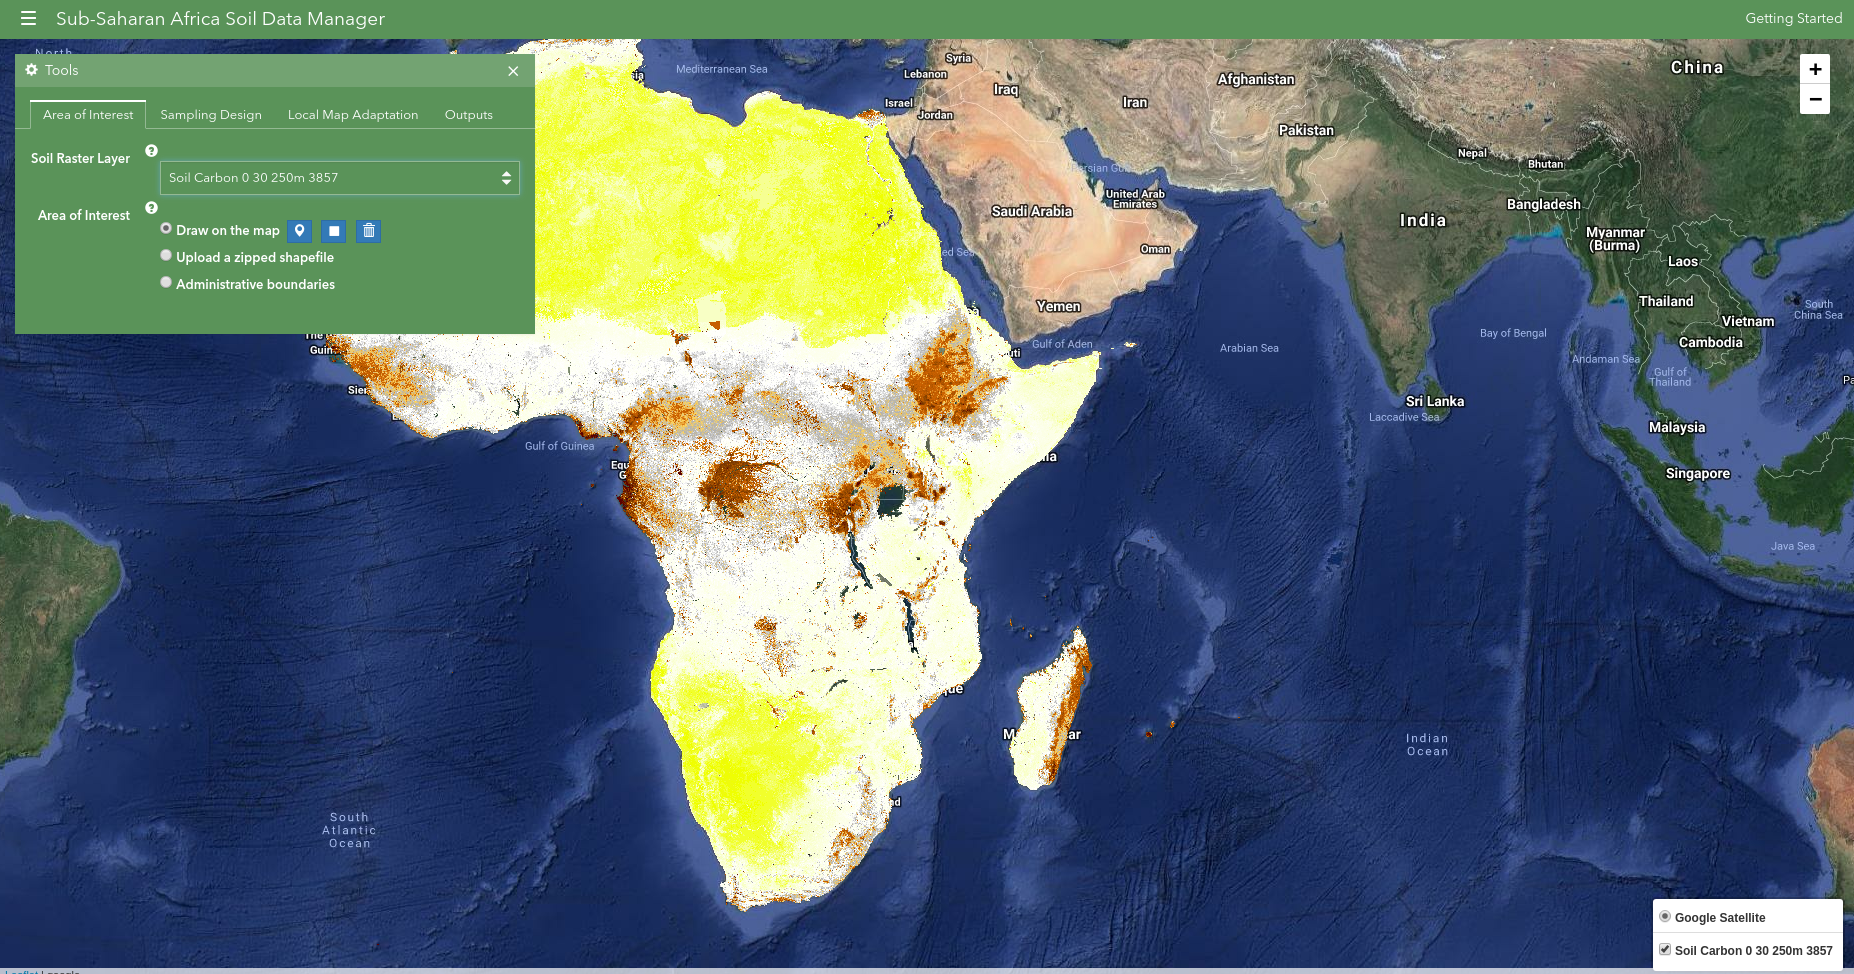 Sub-Saharan Africa Soil Data Manager
Getting Started
North
Tools
Area of Interest
Sampling Design
Local Map Adaptation
Outputs
Soil Raster Layer
Soil Carbon 0 30 250m 3857
Area of Interest
Draw on the map
Upload a zipped shapefile
Administrative boundaries
+
−
Mediterranean Sea
Syria
Lebanon
Iraq
Israel
Jordan
Iran
Afghanistan
China
Pakistan
Nepal
Bhutan
United Arab
Emirates
Saudi Arabia
Oman
India
Bangladesh
Myanmar
(Burma)
Laos
Yemen
Thailand
South
China Sea
Vietnam
Cambodia
Gulf of Aden
Arabian Sea
Bay of Bengal
Andaman Sea
Gulf of
Thailand
Sri Lanka
Laccadive Sea
Malaysia
Singapore
Gulf of Guinea
Java Sea
Indian
Ocean
South
Atlantic
Ocean
Google Satellite
Soil Carbon 0 30 250m 3857